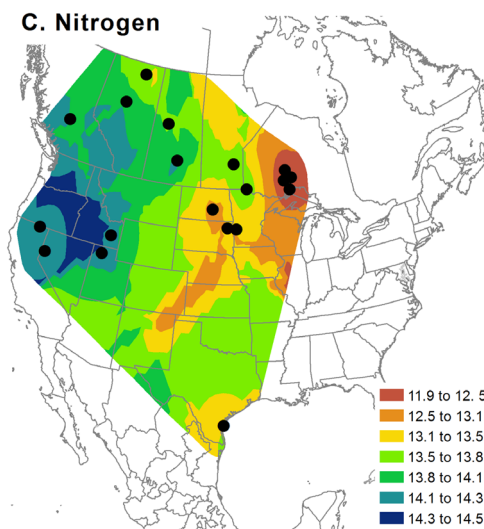 C. Nitrogen
11.9 to 12. 5
12.5 to 13.1
13.1 to 13.5
13.5 to 13.8
13.8 to 14.1
14.1 to 14.3
14.3 to 14.5